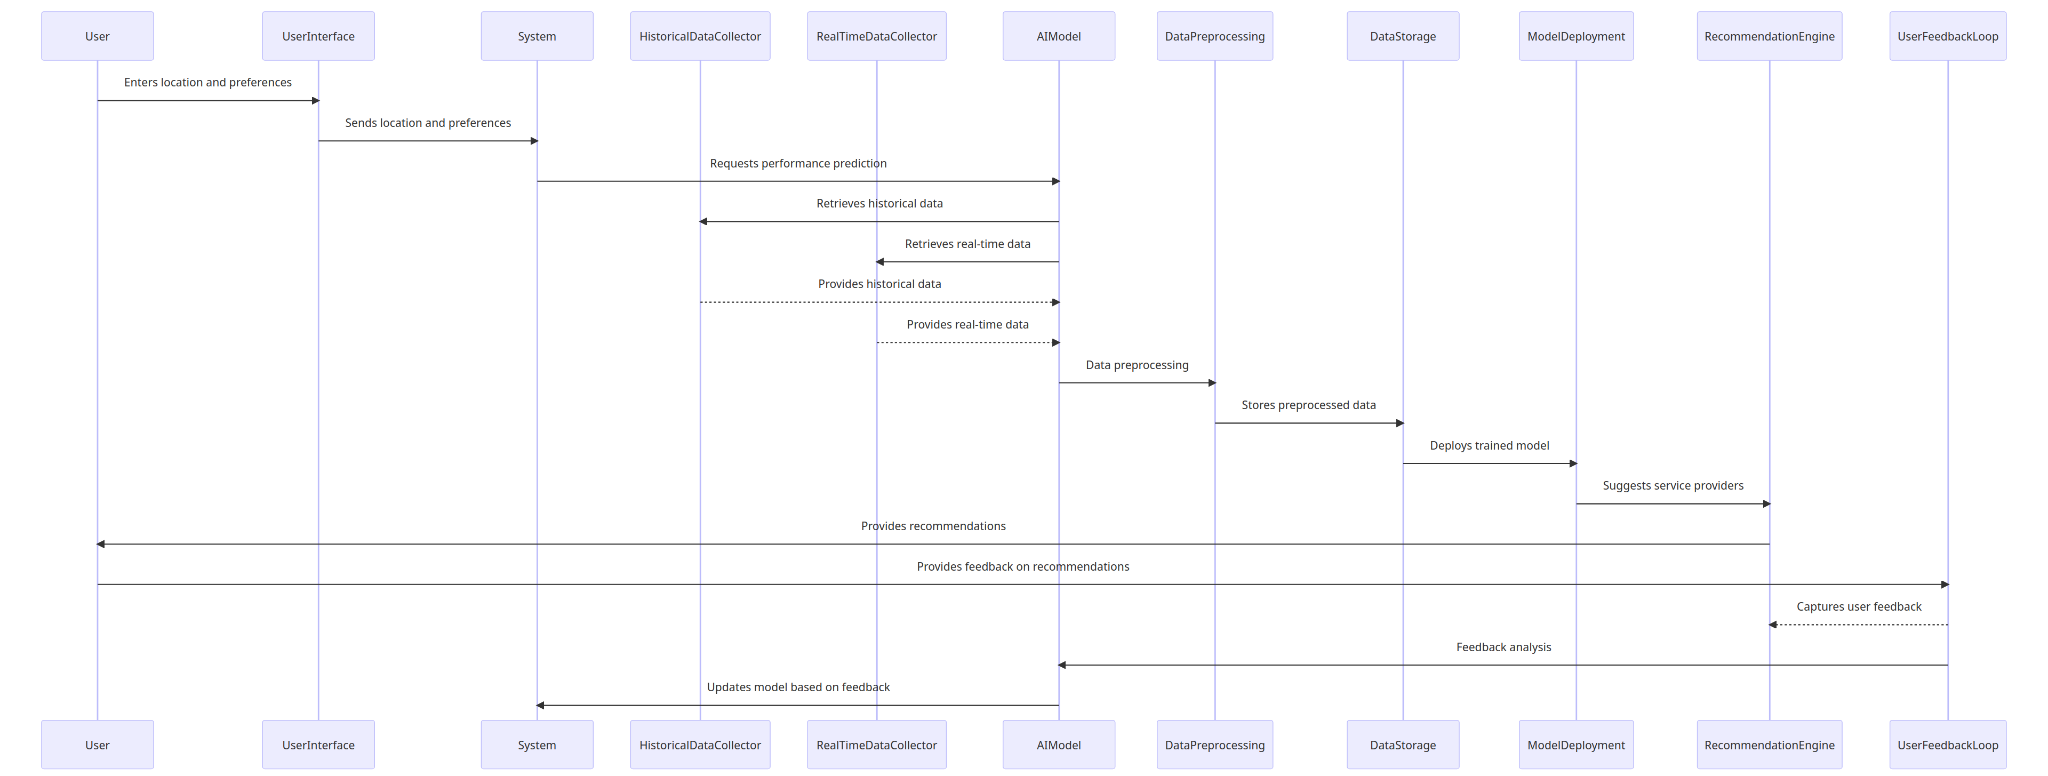 User
UserInterface
System
HistoricalDataCollector
RealTimeDataCollector
AIModel
DataPreprocessing
DataStorage
ModelDeployment
RecommendationEngine
UserFeedbackLoop
Enters location and preferences
Sends location and preferences
Requests performance prediction
Retrieves historical data
Retrieves real-time data
Provides historical data
Provides real-time data
Data preprocessing
Stores preprocessed data
Deploys trained model
Suggests service providers
Provides recommendations
Provides feedback on recommendations
Captures user feedback
Feedback analysis
Updates model based on feedback
User
UserInterface
System
HistoricalDataCollector
RealTimeDataCollector
AIModel
DataPreprocessing
DataStorage
ModelDeployment
RecommendationEngine
UserFeedbackLoop